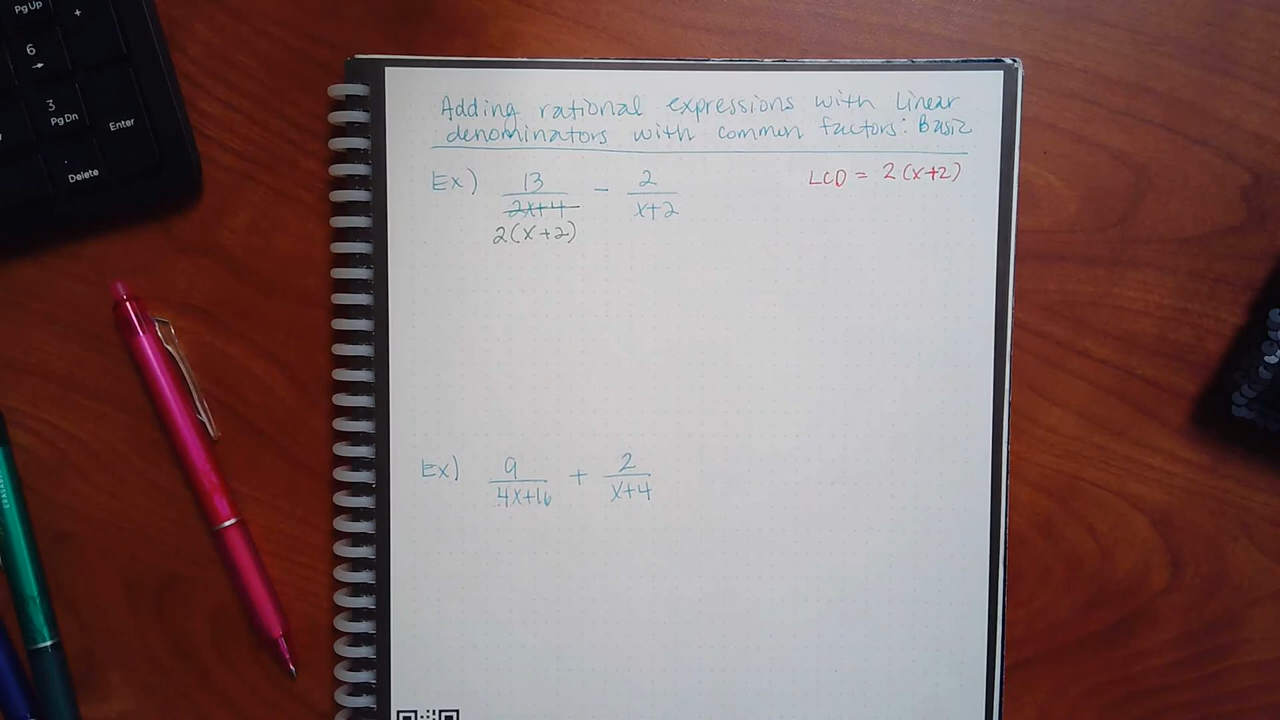 PgUp
+
6
→
3
PgDn
Enter
Delete
Adding rational expressions with linear
denominators with common factors: Basic
Ex) 13/2x+4 - 2/x+2
LCD = 2(x+2)
2(x+2)
Ex) 9/4x+16 + 2/x+4